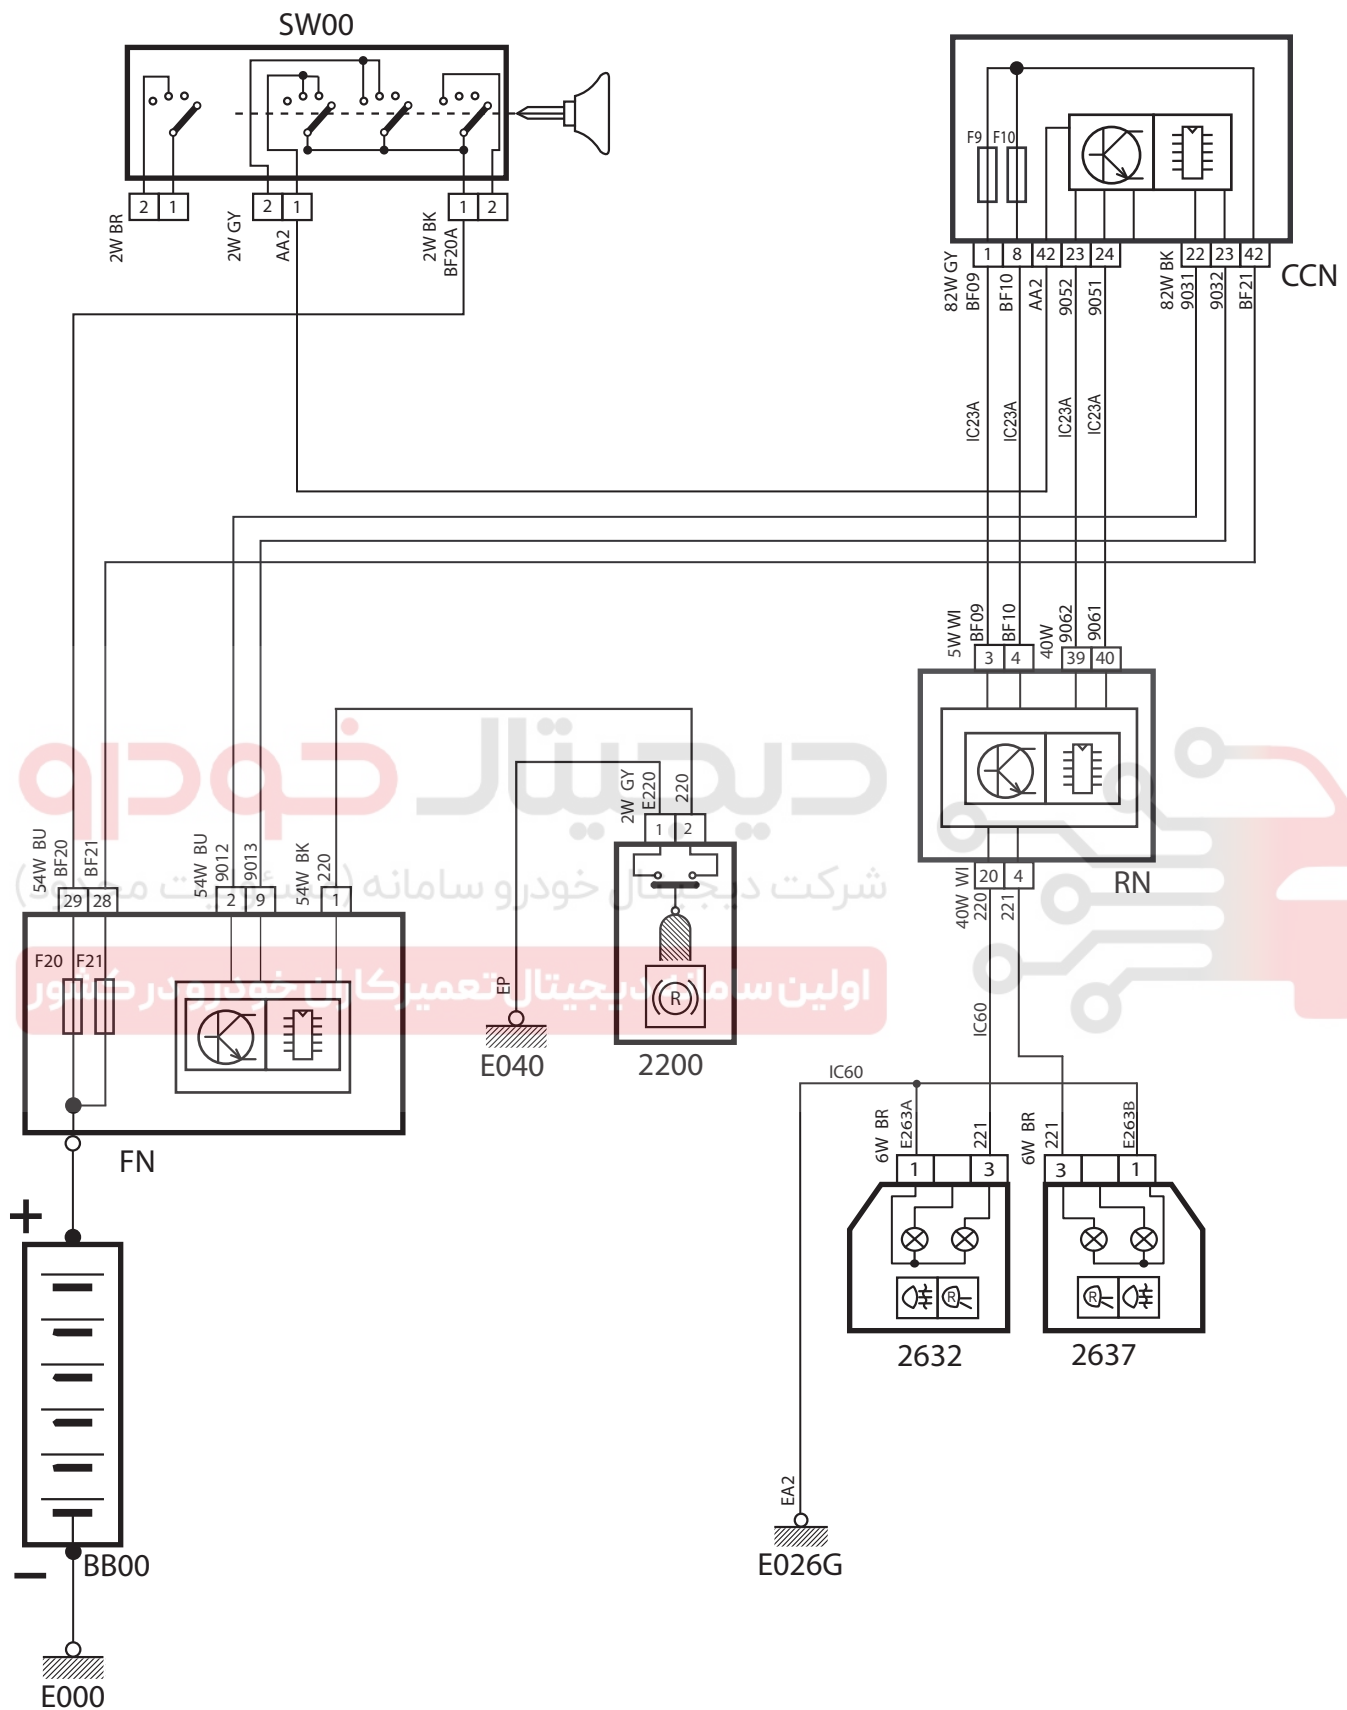 SW00
2 1
2 1
1 2
2W BR
2W GY
AA2
2W BK
BF20A
F9 F10
1 8 42 23 24
22 23 42
CCN
82W GY
BF09
BF10
AA2
9052
9051
82W BK
9031
9032
BF21
IC23A
IC23A
IC23A
IC23A
5W WI
BF09
BF10
40W
9062
9061
3 4
39 40
RN
20 4
40W WI
220
221
دیجیتال خودرو
شرکت دیجیتال خودرو سامانه (مسئولیت محدود)
اولین سامانه دیجیتال تعمیرکاران خودرو در کشور
54W BU
BF20
BF21
54W BU
9012
9013
54W BK
220
29 28
2 9
1
F20 F21
FN
2W GY
E220
220
1 2
R
2200
EP
E040
IC60
IC60
6W BR
E263A
221
6W BR
221
E263B
1 3
3 1
R
R
2632
2637
EA2
E026G
+
BB00
−
E000